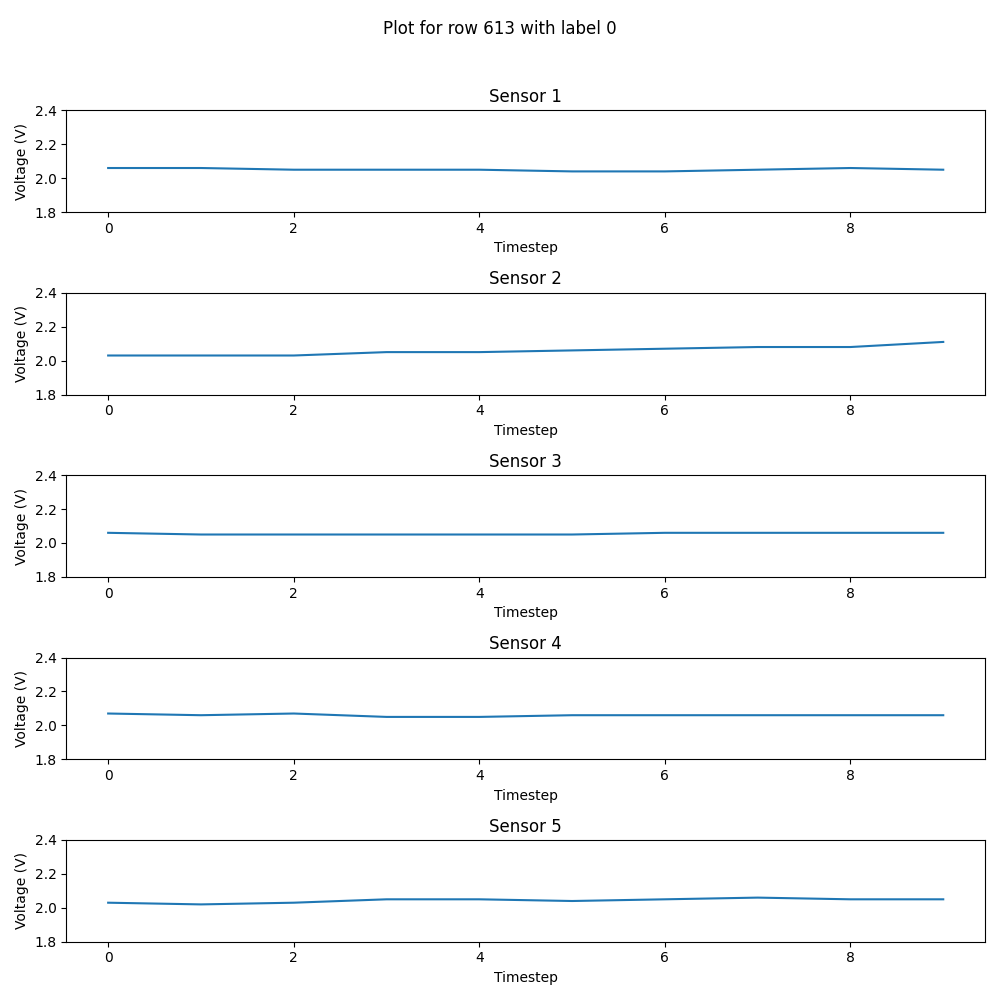 Plot for row 613 with label 0
Sensor 1
Voltage (V)
2.4
2.2
2.0
1.8
0 2 4 6 8
Timestep
Sensor 2
Voltage (V)
2.4
2.2
2.0
1.8
0 2 4 6 8
Timestep
Sensor 3
Voltage (V)
2.4
2.2
2.0
1.8
0 2 4 6 8
Timestep
Sensor 4
Voltage (V)
2.4
2.2
2.0
1.8
0 2 4 6 8
Timestep
Sensor 5
Voltage (V)
2.4
2.2
2.0
1.8
0 2 4 6 8
Timestep